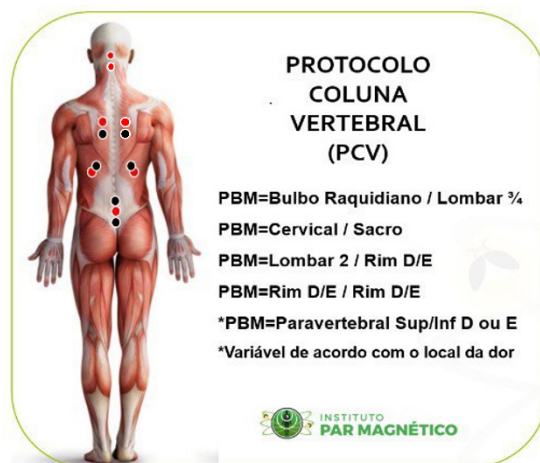 PROTOCOLO
COLUNA
VERTEBRAL
(PCV)
PBM=Bulbo Raquidiano / Lombar ¾
PBM=Cervical / Sacro
PBM=Lombar 2 / Rim D/E
PBM=Rim D/E / Rim D/E
*PBM=Paravertebral Sup/Inf D ou E
*Variável de acordo com o local da dor
INSTITUTO
PAR MAGNÉTICO